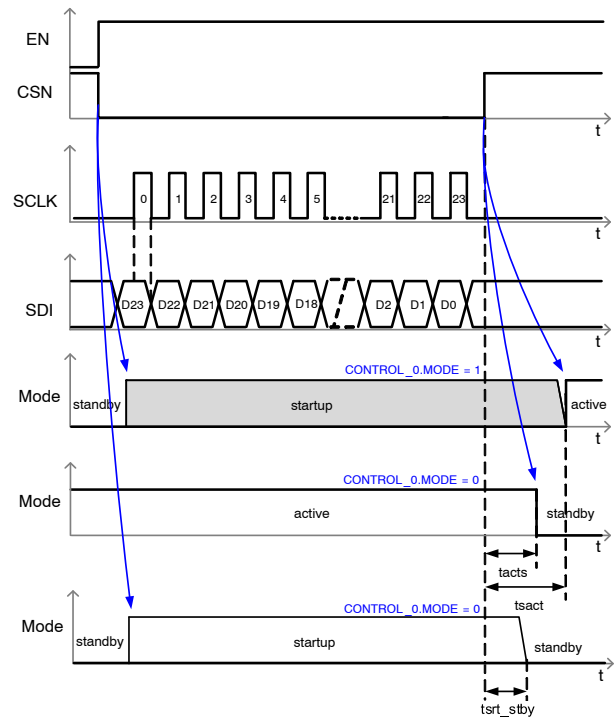 EN
CSN
t
SCLK
0 1 2 3 4 5 21 22 23
t
SDI
D23 D22 D21 D20 D19 D18 D2 D1 D0
t
CONTROL_0.MODE = 1
Mode
standby startup active
t
CONTROL_0.MODE = 0
Mode
active standby
t
tacts
tsact
CONTROL_0.MODE = 0
Mode
standby startup standby
t
tsrt_stby